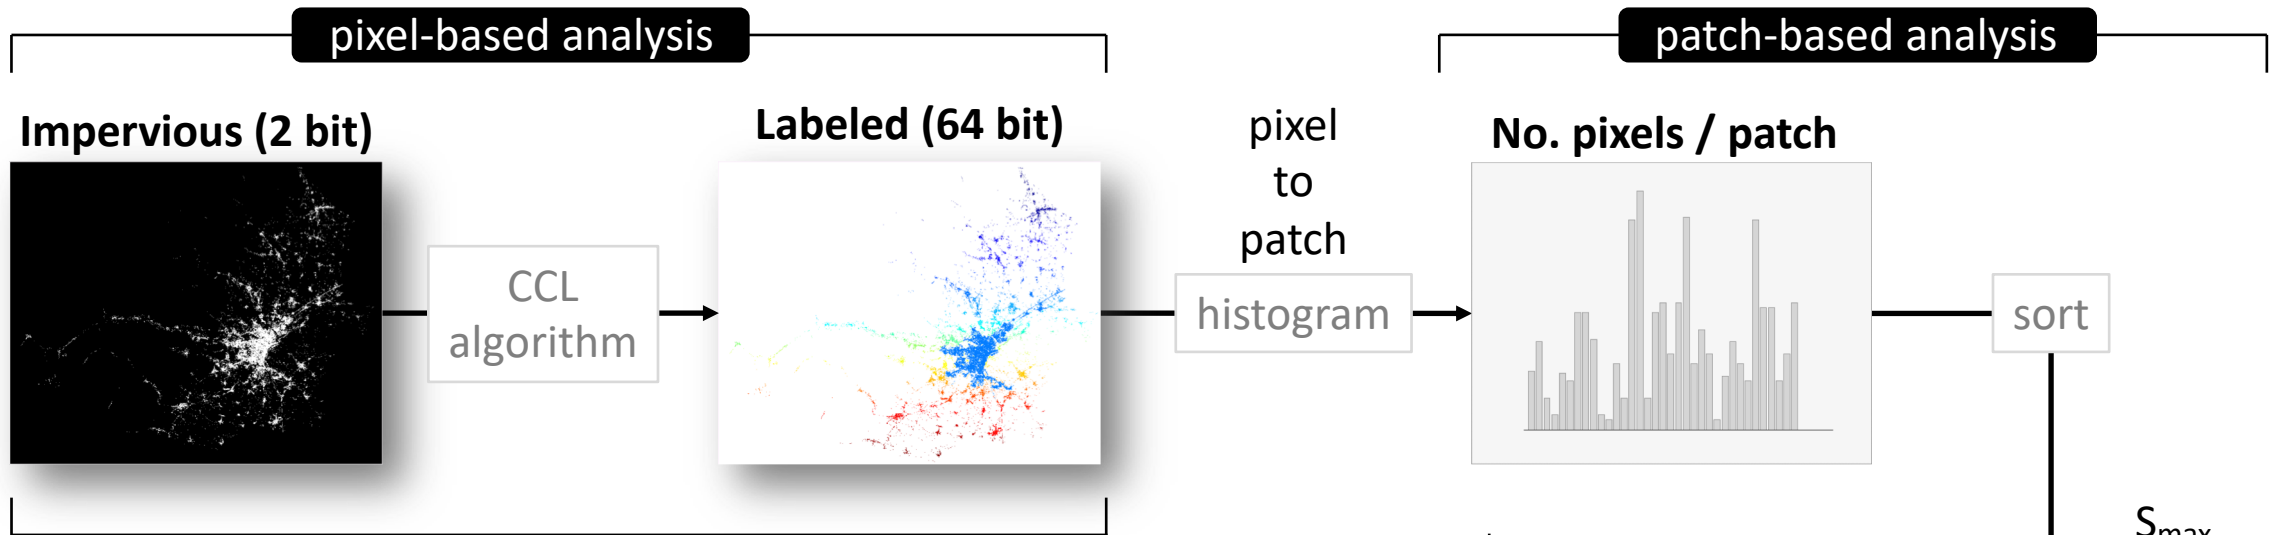 pixel-based analysis
patch-based analysis
Impervious (2 bit)
Labeled (64 bit)
pixel
to
patch
No. pixels / patch
CCL
algorithm
histogram
sort
Smax